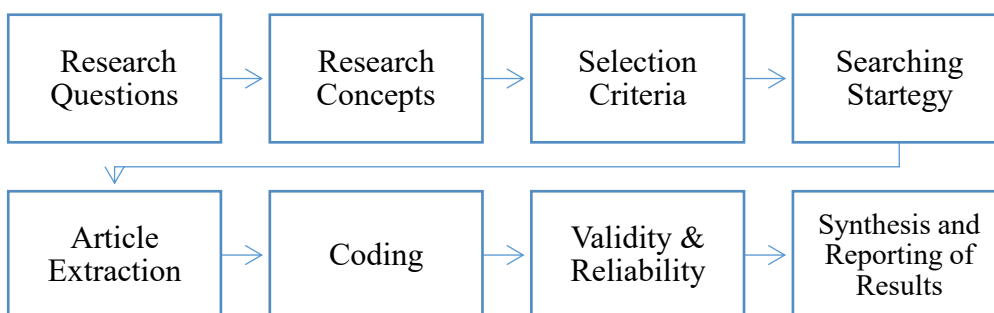 Research
Questions
Research
Concepts
Selection
Criteria
Searching
Startegy
Article
Extraction
Coding
Validity &
Reliability
Synthesis and
Reporting of
Results